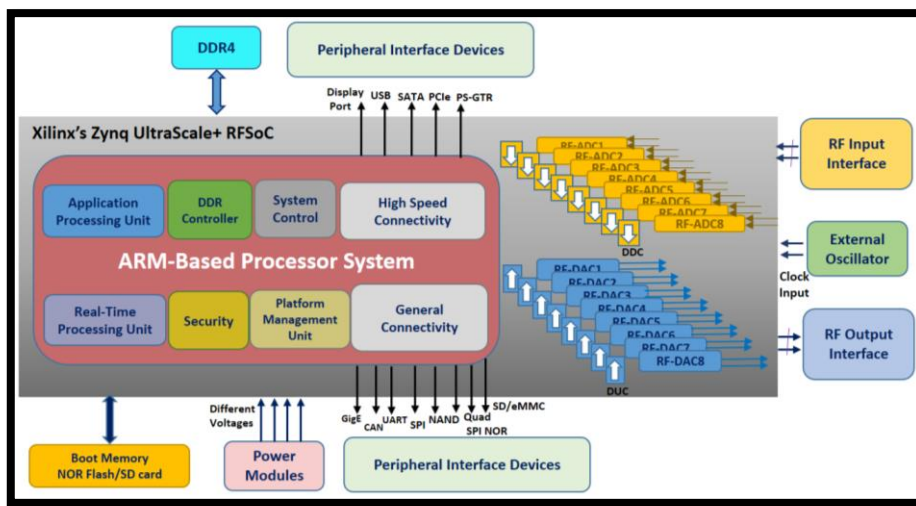 DDR4
Peripheral Interface Devices
Display
Port
USB
SATA
PCIe
PS-GTR
Xilinx's Zynq UltraScale+ RFSoC
Application
Processing Unit
DDR
Controller
System
Control
High Speed
Connectivity
ARM-Based Processor System
Real-Time
Processing Unit
Security
Platform
Management
Unit
General
Connectivity
RF-ADC1
RF-ADC2
RF-ADC3
RF-ADC4
RF-ADC5
RF-ADC6
RF-ADC7
RF-ADC8
DDC
RF-DAC1
RF-DAC2
RF-DAC3
RF-DAC4
RF-DAC5
RF-DAC6
RF-DAC7
RF-DAC8
DUC
RF Input
Interface
External
Oscillator
Clock
Input
RF Output
Interface
Boot Memory
NOR Flash/SD card
Different
Voltages
Power
Modules
GigE
CAN
UART
SPI
NAND
Quad
SPI NOR
SD/eMMC
Peripheral Interface Devices